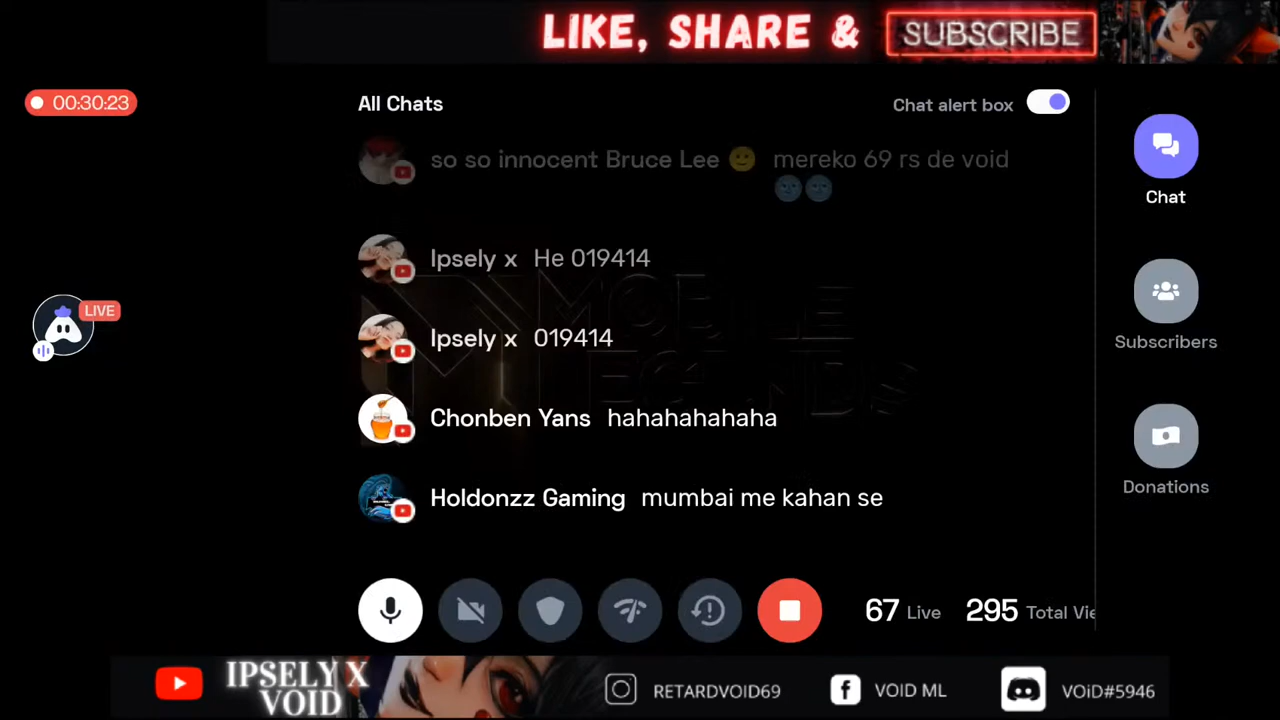 LIKE, SHARE & SUBSCRIBE
00:30:23
All Chats
Chat alert box
so so innocent Bruce Lee 🙂 mereko 69 rs de void
🌚🌚
Chat
Ipsely x He 019414
LIVE
Ipsely x 019414
Subscribers
MOBILE
LEGENDS
Chonben Yans hahahahahaha
Holdonzz Gaming mumbai me kahan se
Donations
67 Live 295 Total Vie
IPSELY X
VOID
RETARDVOID69
VOID ML
VOiD#5946